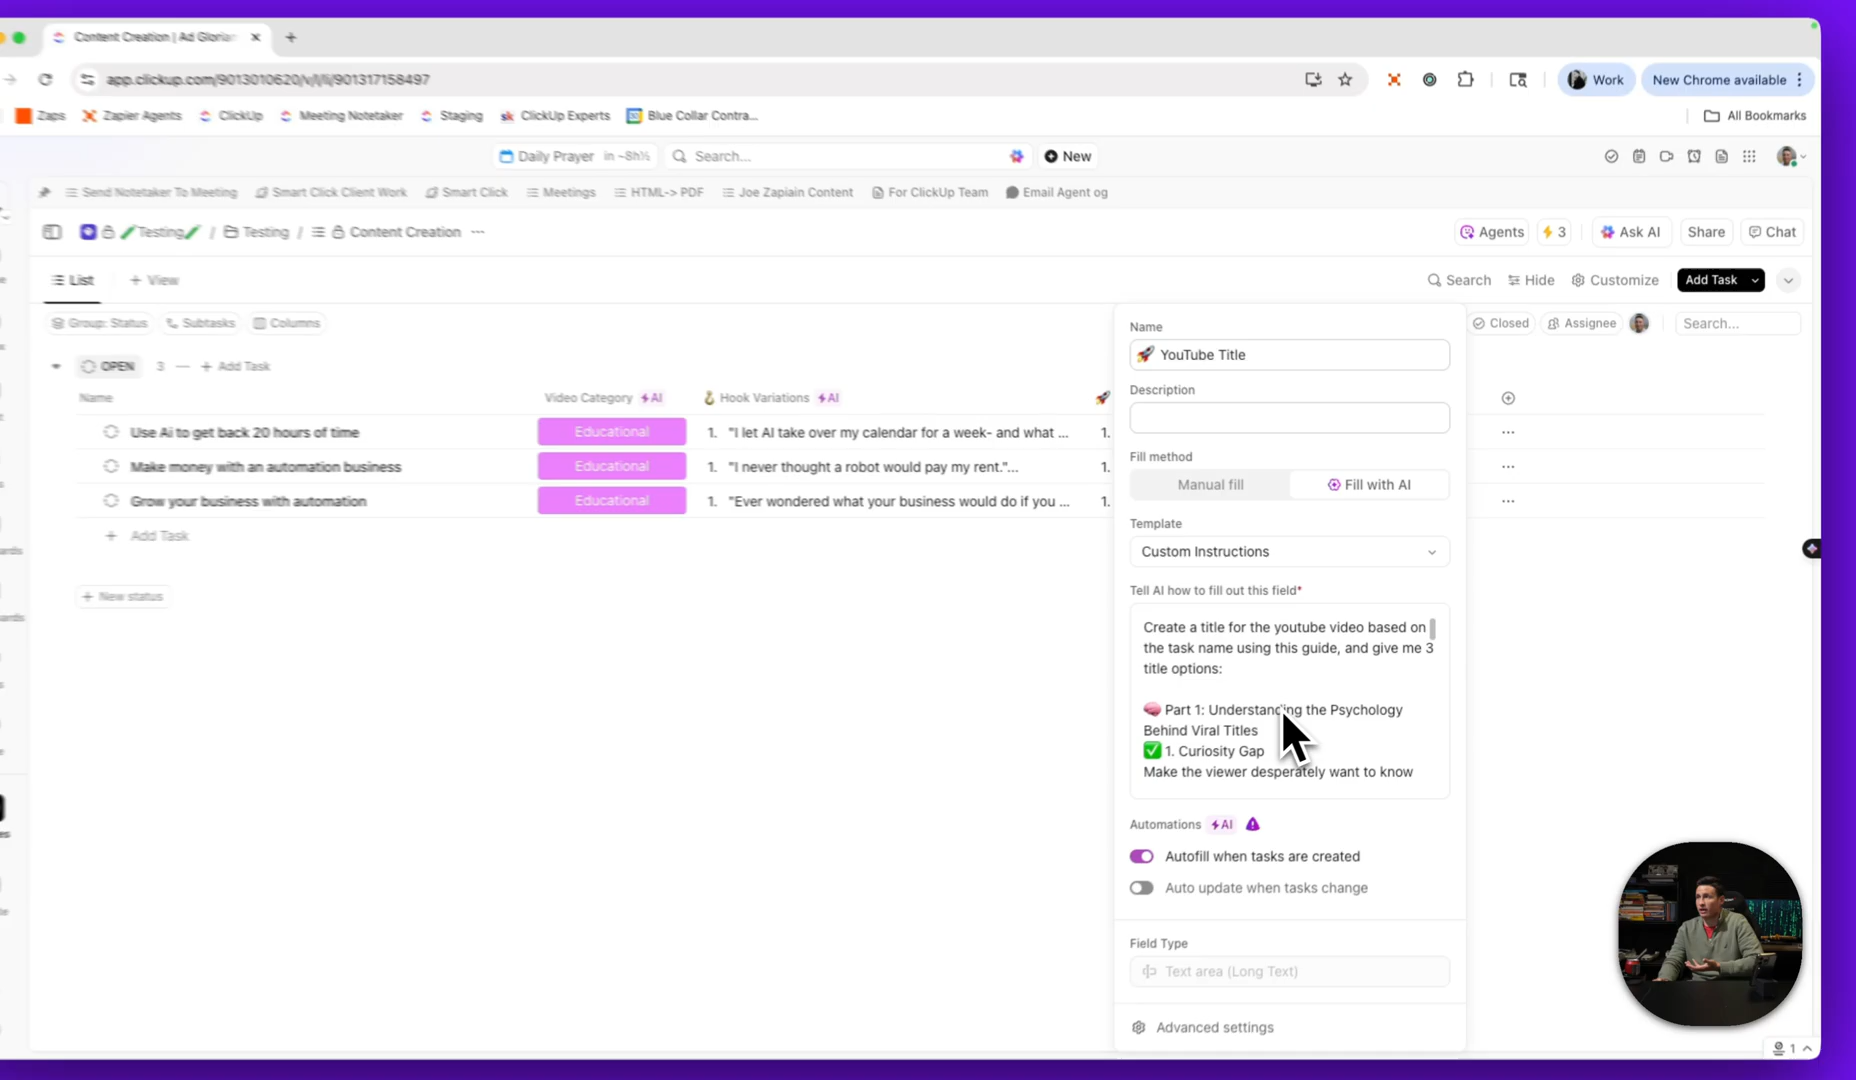 Content Creation | Ad Gloriam
app.clickup.com/9013010620/v/l/li/901317158497
Work
New Chrome available
Zaps
Zapier Agents
ClickUp
Meeting Notetaker
Staging
sk ClickUp Experts
Blue Collar Contra...
All Bookmarks
Daily Prayer in ~8h½
Search...
New
Send Notetaker To Meeting
Smart Click Client Work
Smart Click
Meetings
HTML-> PDF
Joe Zapiain Content
For ClickUp Team
Email Agent og
Testing / Testing / Content Creation ...
Agents
3
Ask AI
Share
Chat
List
+ View
Search
Hide
Customize
Add Task
Group: Status
Subtasks
Columns
Closed
Assignee
Search...
OPEN 3 — + Add Task
Name
Video Category AI
Hook Variations AI
Use Ai to get back 20 hours of time
Educational
1. "I let AI take over my calendar for a week- and what ...
1.
...
Make money with an automation business
Educational
1. "I never thought a robot would pay my rent."...
1.
...
Grow your business with automation
Educational
1. "Ever wondered what your business would do if you ...
1.
...
+ Add Task
+ New status
Name
🚀 YouTube Title
Description
Fill method
Manual fill
Fill with AI
Template
Custom Instructions
Tell AI how to fill out this field*
Create a title for the youtube video based on
the task name using this guide, and give me 3
title options:
🧠 Part 1: Understanding the Psychology
Behind Viral Titles
✅ 1. Curiosity Gap
Make the viewer desperately want to know
Automations AI
Autofill when tasks are created
Auto update when tasks change
Field Type
Text area (Long Text)
Advanced settings
1